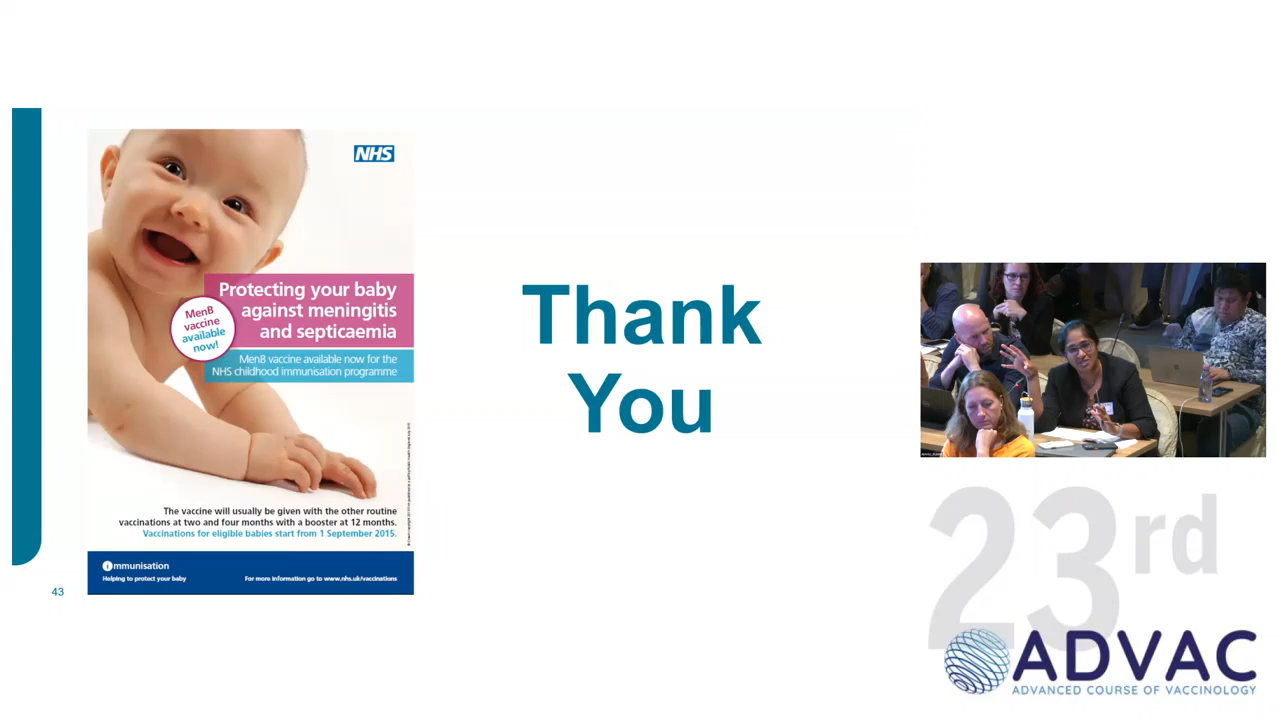 NHS
Protecting your baby
against meningitis
and septicaemia
MenB
vaccine
available
now!
MenB vaccine available now for the
NHS childhood immunisation programme
The vaccine will usually be given with the other routine
vaccinations at two and four months with a booster at 12 months.
Vaccinations for eligible babies start from 1 September 2015.
immunisation
Helping to protect your baby
For more information go to www.nhs.uk/vaccinations
43
Thank
You
23rd
ADVAC
ADVANCED COURSE OF VACCINOLOGY